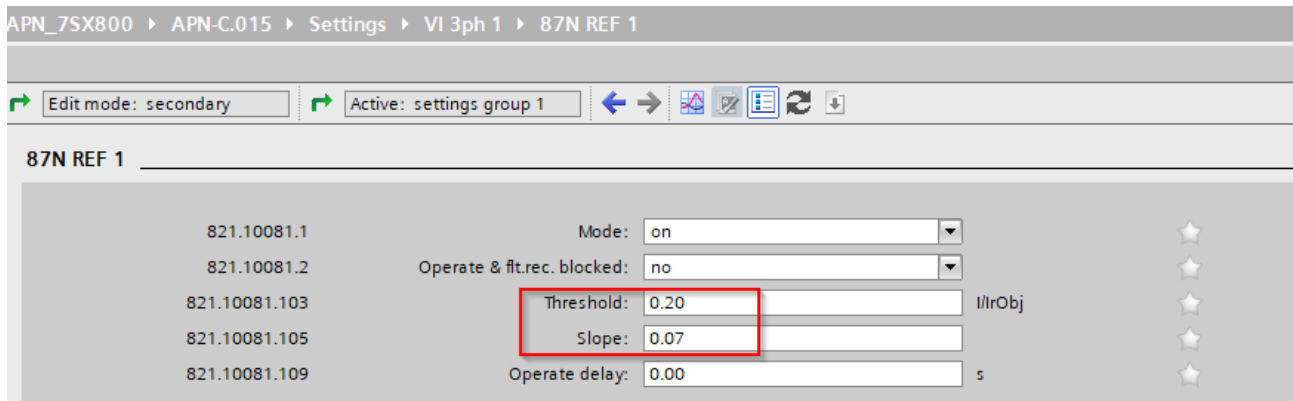 APN_7SX800 ▸ APN-C.015 ▸ Settings ▸ VI 3ph 1 ▸ 87N REF 1
Edit mode: secondary Active: settings group 1
87N REF 1
821.10081.1 Mode: on
821.10081.2 Operate & flt.rec. blocked: no
821.10081.103 Threshold: 0.20 I/IrObj
821.10081.105 Slope: 0.07
821.10081.109 Operate delay: 0.00 s